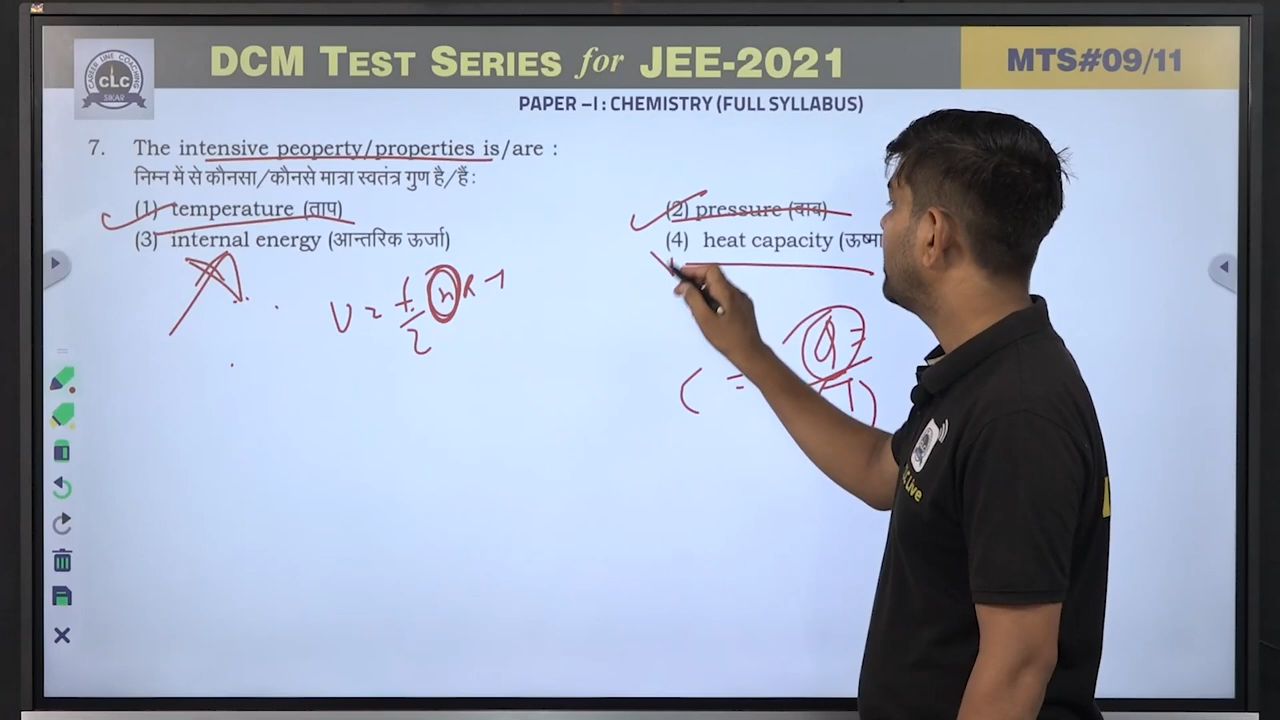 DCM TEST SERIES for JEE-2021
MTS#09/11
CAREER LINE COACHING
CLC
SIKAR
PAPER –I : CHEMISTRY (FULL SYLLABUS)
7. The intensive peoperty/properties is/are :
निम्न में से कौनसा/कौनसे मात्रा स्वतंत्र गुण है/हैं :
(1) temperature (ताप)
(2) pressure (दाब)
(3) internal energy (आन्तरिक ऊर्जा)
(4) heat capacity (ऊष्मा
U = f/2 n R T
C =
Live